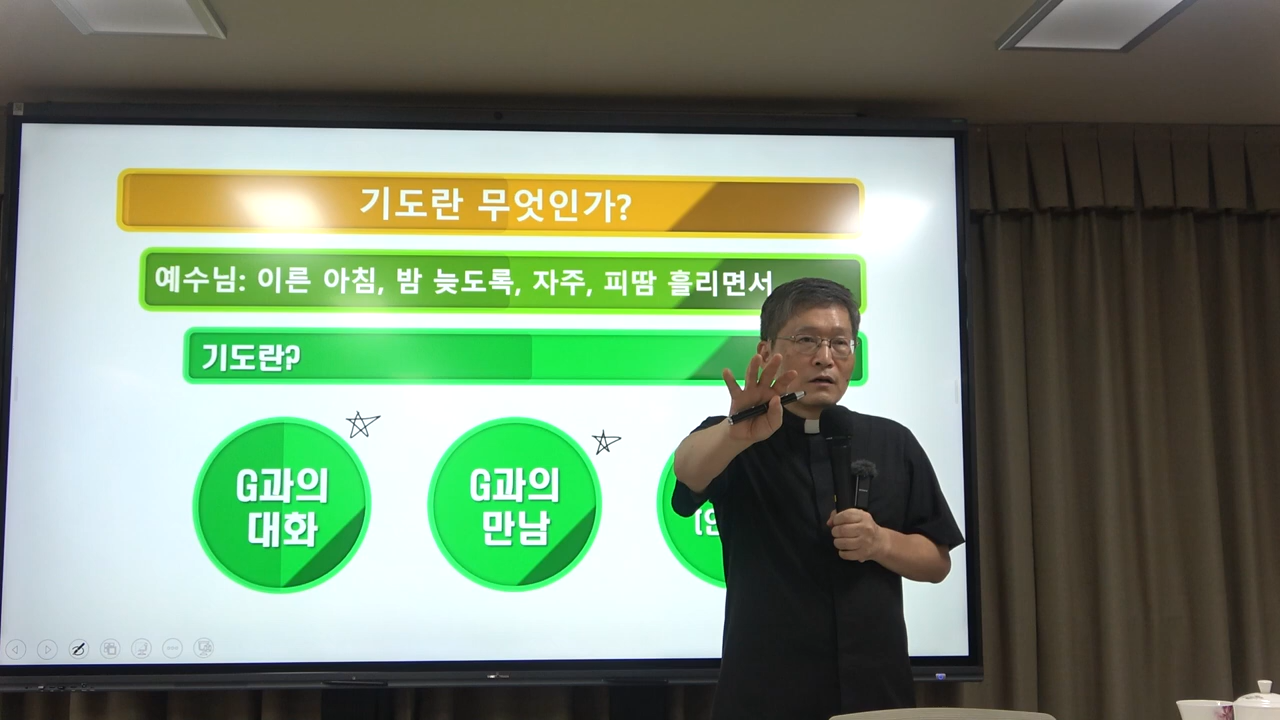 기도란 무엇인가?
예수님: 이른 아침, 밤 늦도록, 자주, 피땀 흘리면서
기도란?
G과의
대화
G과의
만남